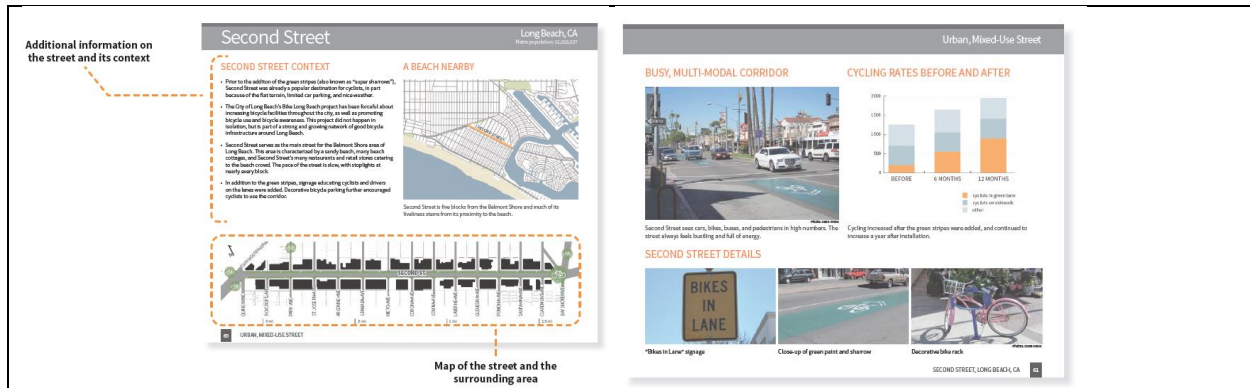 Additional information on
the street and its context
Second Street
Long Beach, CA
SECOND STREET CONTEXT
• Prior to the addition of the green stripes (also known as "super sharrows"),
Second Street was already a popular destination for cyclists, in part
because of the flat terrain, limited car parking, and nice weather.
• The City of Long Beach's Bike Long Beach project has been forceful about
increasing bicycle facilities throughout the city, as well as promoting
bicycle use and bicycle awareness. This project did not happen in
isolation, but is part of a strong and growing network of good bicycle
infrastructure around Long Beach.
• Second Street serves as the main street for the Belmont Shore area of
Long Beach. This area is characterized by a sandy beach, many beach
cottages, and Second Street's many restaurants and retail stores catering
to the beach crowd. The pace of the street is slow, with stoplights at
nearly every block.
• In addition to the green stripes, signage educating cyclists and drivers
on the lanes were added. Decorative bicycle parking further encouraged
cyclists to use the corridor.
A BEACH NEARBY
SECOND STREET
Second Street is five blocks from the Belmont Shore and much of its
liveliness stems from its proximity to the beach.
SECOND ST.
PARK AVE
60
URBAN, MIXED-USE STREET
Map of the street and the
surrounding area
Urban, Mixed-Use Street
BUSY, MULTI-MODAL CORRIDOR
Second Street sees cars, bikes, buses, and pedestrians in high numbers. The
street always feels bustling and full of energy.
CYCLING RATES BEFORE AND AFTER
2000
1500
1000
500
0
BEFORE
6 MONTHS
12 MONTHS
cyclists in green lane
cyclists on sidewalk
other
Cycling increased after the green stripes were added, and continued to
increase a year after installation.
SECOND STREET DETAILS
BIKES
IN
LANE
"Bikes in Lane" signage
Close-up of green paint and sharrow
Decorative bike rack
SECOND STREET, LONG BEACH, CA
61